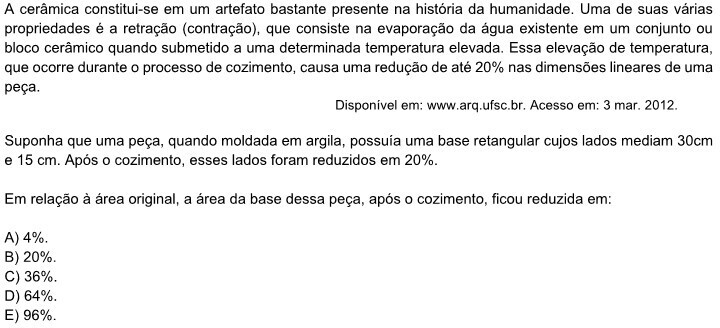 A cerâmica constitui-se em um artefato bastante presente na história da humanidade. Uma de suas várias
propriedades é a retração (contração), que consiste na evaporação da água existente em um conjunto ou
bloco cerâmico quando submetido a uma determinada temperatura elevada. Essa elevação de temperatura,
que ocorre durante o processo de cozimento, causa uma redução de até 20% nas dimensões lineares de uma
peça.
Disponível em: www.arq.ufsc.br. Acesso em: 3 mar. 2012.
Suponha que uma peça, quando moldada em argila, possuía uma base retangular cujos lados mediam 30cm
e 15 cm. Após o cozimento, esses lados foram reduzidos em 20%.
Em relação à área original, a área da base dessa peça, após o cozimento, ficou reduzida em:
A) 4%.
B) 20%.
C) 36%.
D) 64%.
E) 96%.